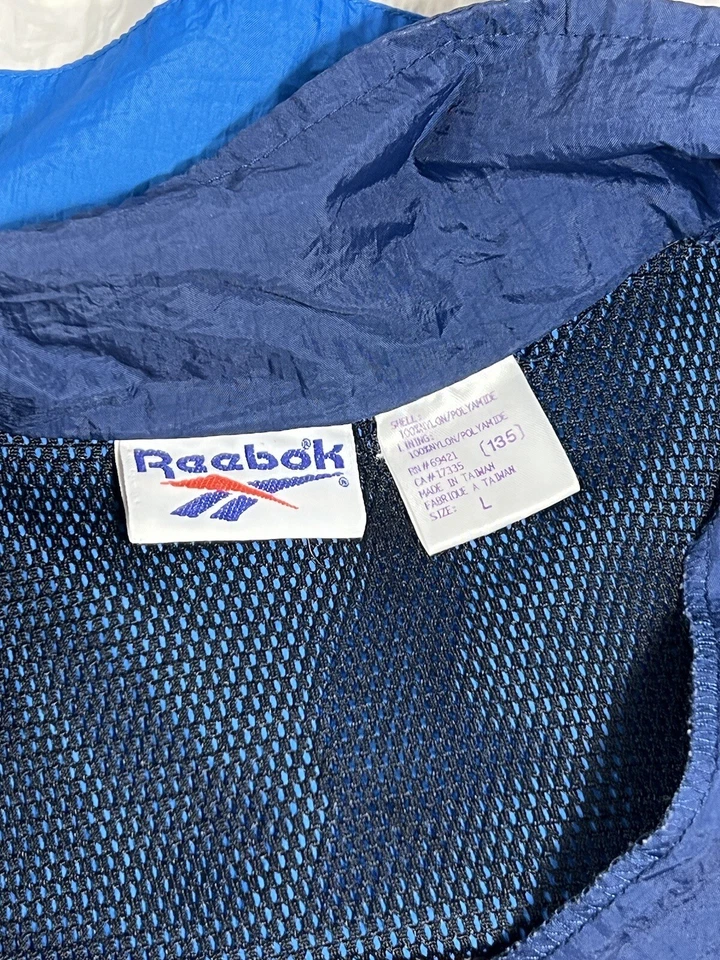 Reebok®
®
SHELL:
100%NYLON/POLYAMIDE
LINING:
100%NYLON/POLYAMIDE
RN#69421 [135]
CA#17335
MADE IN TAIWAN
FABRIQUE A TAIWAN
SIZE: L